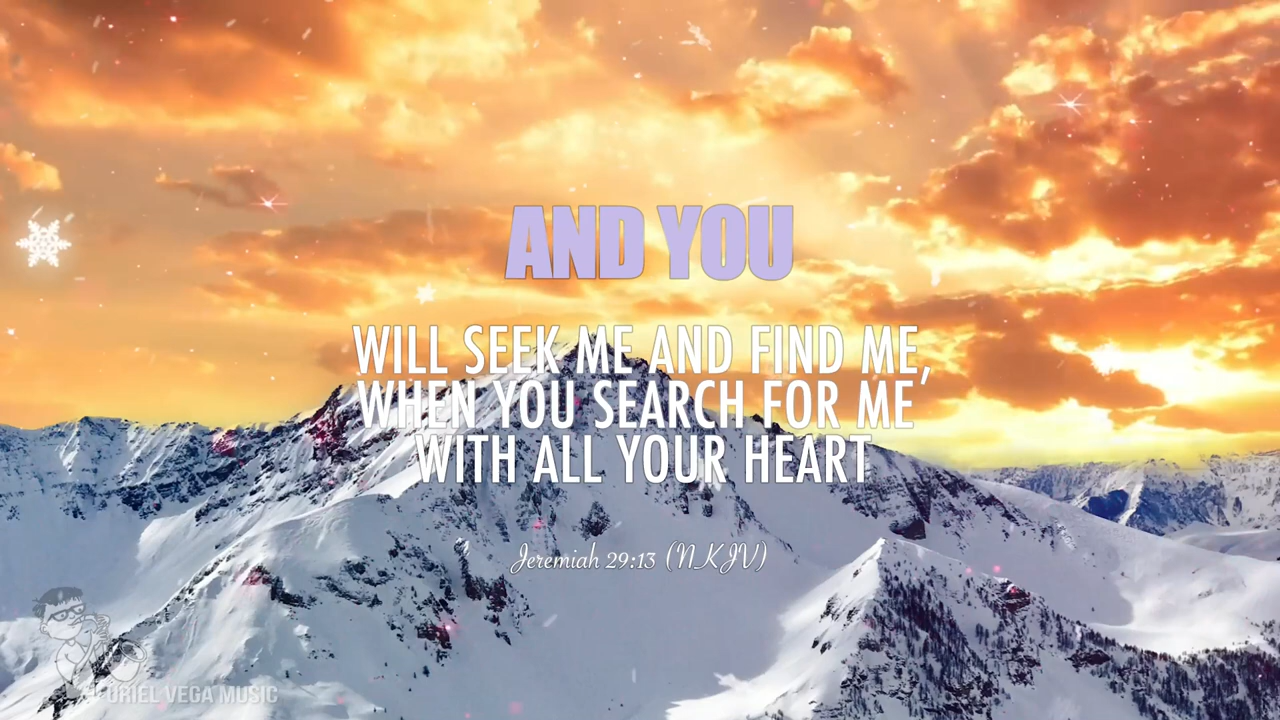 AND YOU
WILL SEEK ME AND FIND ME,
WHEN YOU SEARCH FOR ME
WITH ALL YOUR HEART
Jeremiah 29:13 (NKJV)
URIEL VEGA MUSIC